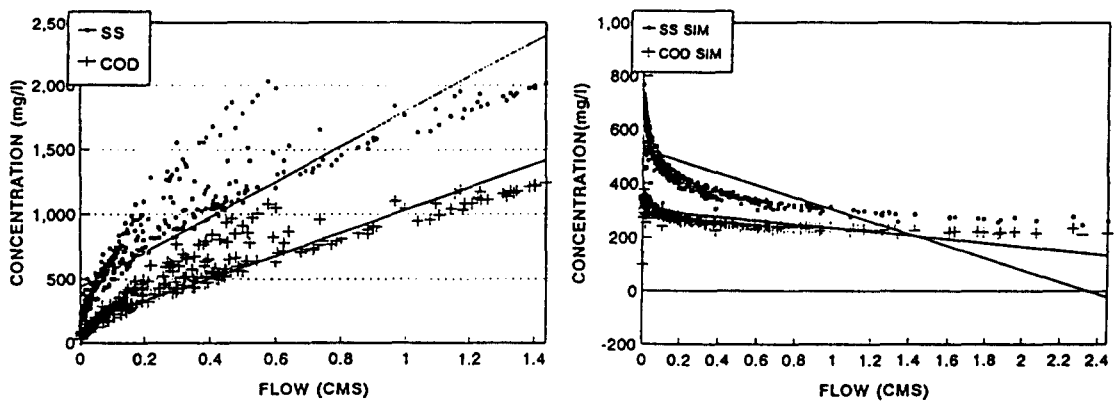 2,50
SS
COD
2,000
1,500
1,000
500
0
CONCENTRATION (mg/l)
0 0.2 0.4 0.6 0.8 1 1.2 1.4
FLOW (CMS)
1,00
SS SIM
COD SIM
800
600
400
200
0
-200
CONCENTRATION(mg/l)
0 0.2 0.4 0.6 0.8 1 1.2 1.4 1.6 1.8 2 2.2 2.4
FLOW (CMS)